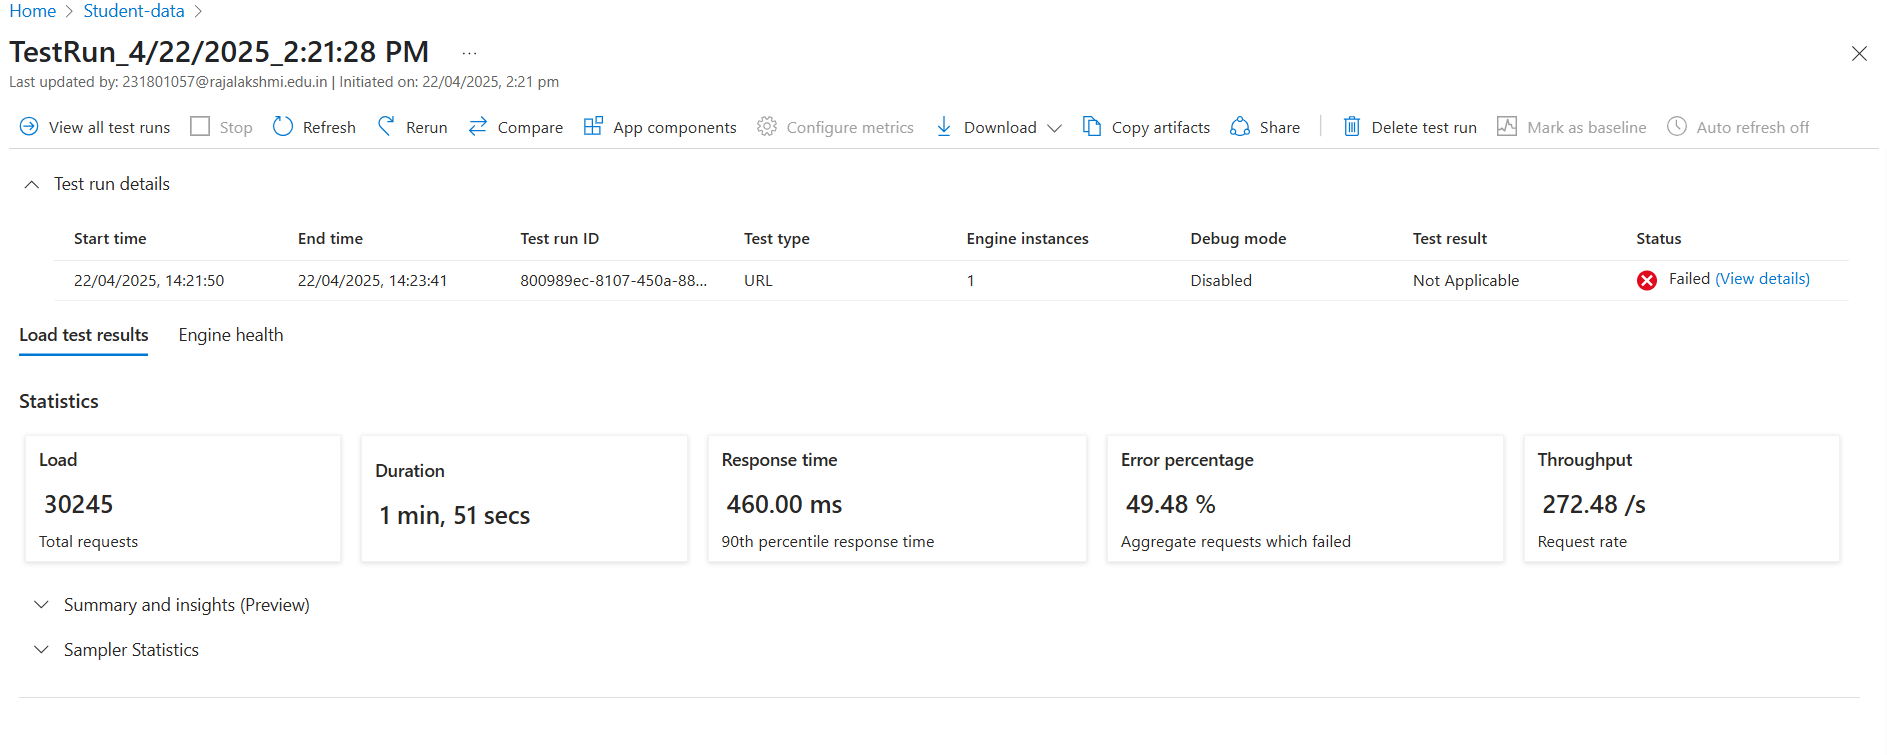 Home > Student-data >
TestRun_4/22/2025_2:21:28 PM ...
Last updated by: 231801057@rajalakshmi.edu.in | Initiated on: 22/04/2025, 2:21 pm
View all test runs Stop Refresh Rerun Compare App components Configure metrics Download Copy artifacts Share Delete test run Mark as baseline Auto refresh off
Test run details
Start time End time Test run ID Test type Engine instances Debug mode Test result Status
22/04/2025, 14:21:50 22/04/2025, 14:23:41 800989ec-8107-450a-88... URL 1 Disabled Not Applicable Failed (View details)
Load test results Engine health
Statistics
Load
30245
Total requests
Duration
1 min, 51 secs
Response time
460.00 ms
90th percentile response time
Error percentage
49.48 %
Aggregate requests which failed
Throughput
272.48 /s
Request rate
Summary and insights (Preview)
Sampler Statistics